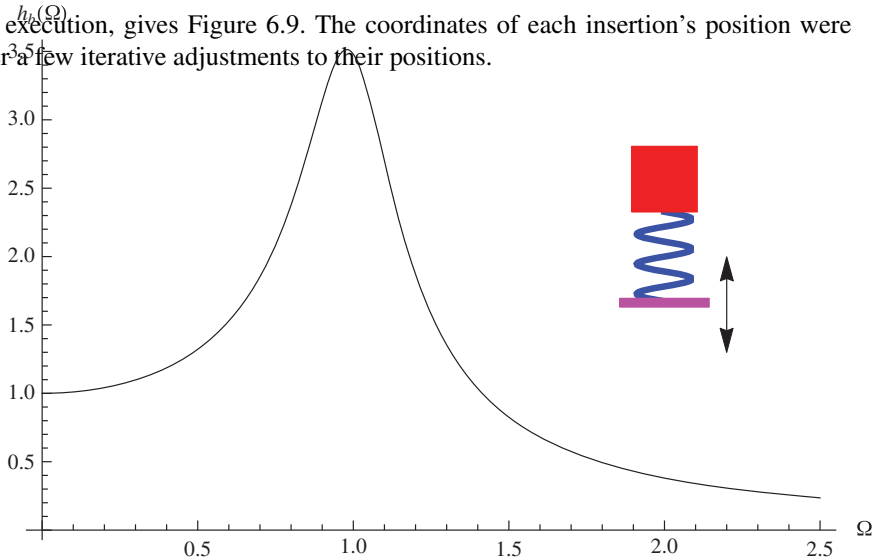 h_b(Ω)
execution, gives Figure 6.9. The coordinates of each insertion's position were
r a few iterative adjustments to their positions.
3.5
3.0
2.5
2.0
1.5
1.0
0.5
0.5 1.0 1.5 2.0 2.5 Ω